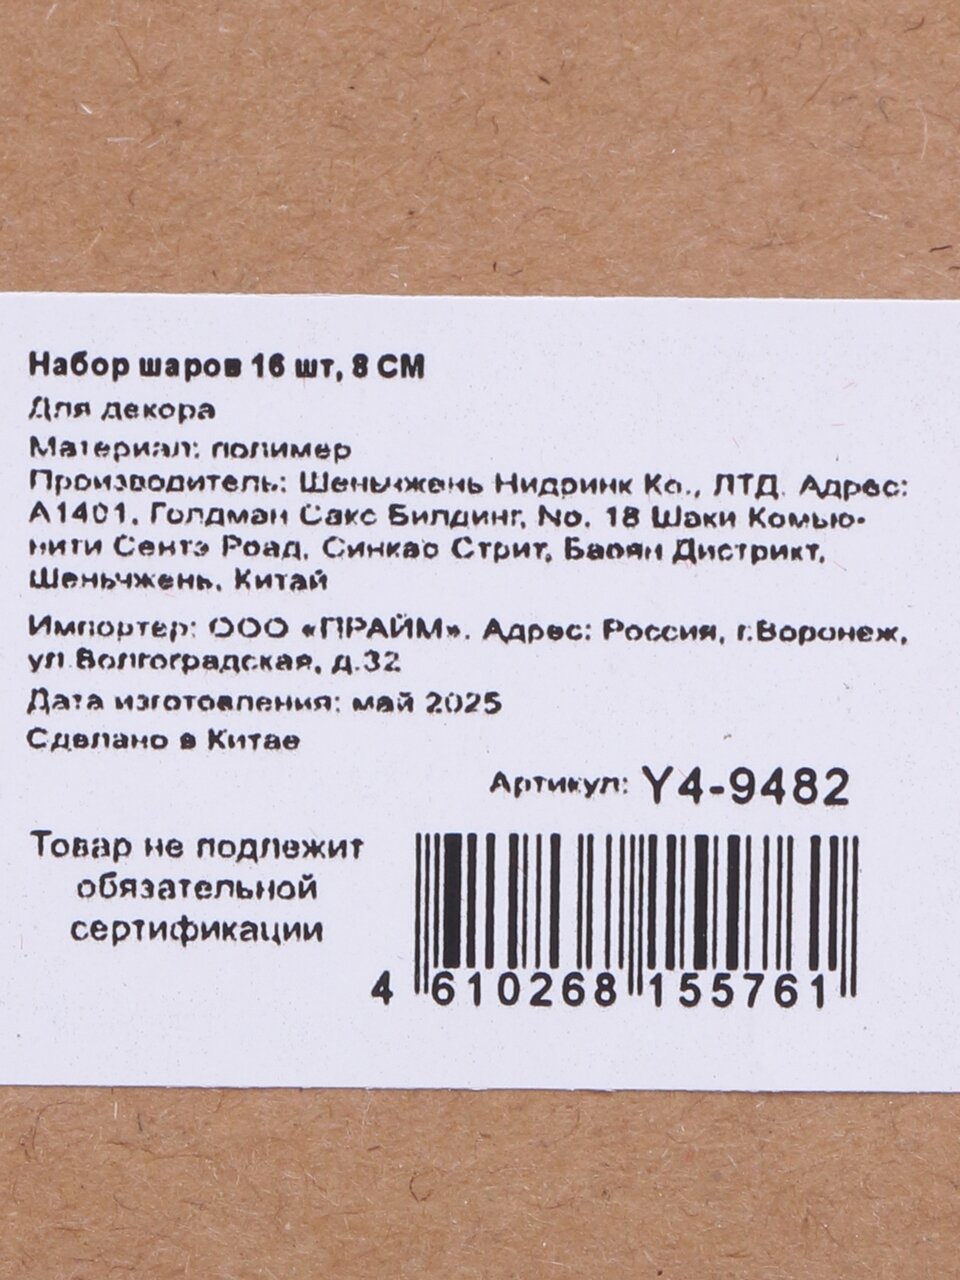 Набор шаров 16 шт, 8 СМ
Для декора
Материал: полимер
Производитель: Шеньчжень Нидринк Ко., ЛТД. Адрес:
А1401, Голдман Сакс Билдинг, No. 18 Шаки Комью-
нити Сентэ Роад, Синкао Стрит, Баоян Дистрикт,
Шеньчжень, Китай
Импортер: ООО «ПРАЙМ». Адрес: Россия, г.Воронеж,
ул.Волгоградская, д.32
Дата изготовления: май 2025
Сделано в Китае
Артикул: Y4-9482
Товар не подлежит
обязательной
сертификации
4 610268 155761